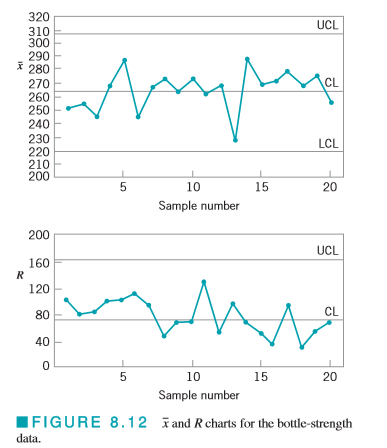 320
310
300
290
280
270
260
250
240
230
220
210
200
x̄
UCL
CL
LCL
5 10 15 20
Sample number
200
160
120
80
40
0
R
UCL
CL
5 10 15 20
Sample number
FIGURE 8.12 x̄ and R charts for the bottle-strength
data.